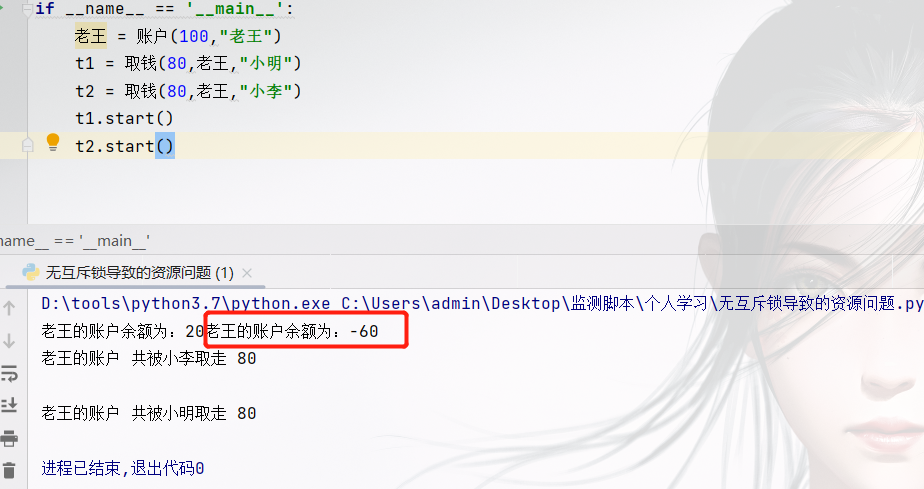 if __name__ == '__main__':
老王 = 账户(100,"老王")
t1 = 取钱(80,老王,"小明")
t2 = 取钱(80,老王,"小李")
t1.start()
t2.start()
name__ == '__main__'
无互斥锁导致的资源问题 (1) ×
D:\tools\python3.7\python.exe C:\Users\admin\Desktop\监测脚本\个人学习\无互斥锁导致的资源问题.py
老王的账户余额为：20老王的账户余额为：-60
老王的账户 共被小李取走 80
老王的账户 共被小明取走 80
进程已结束,退出代码0